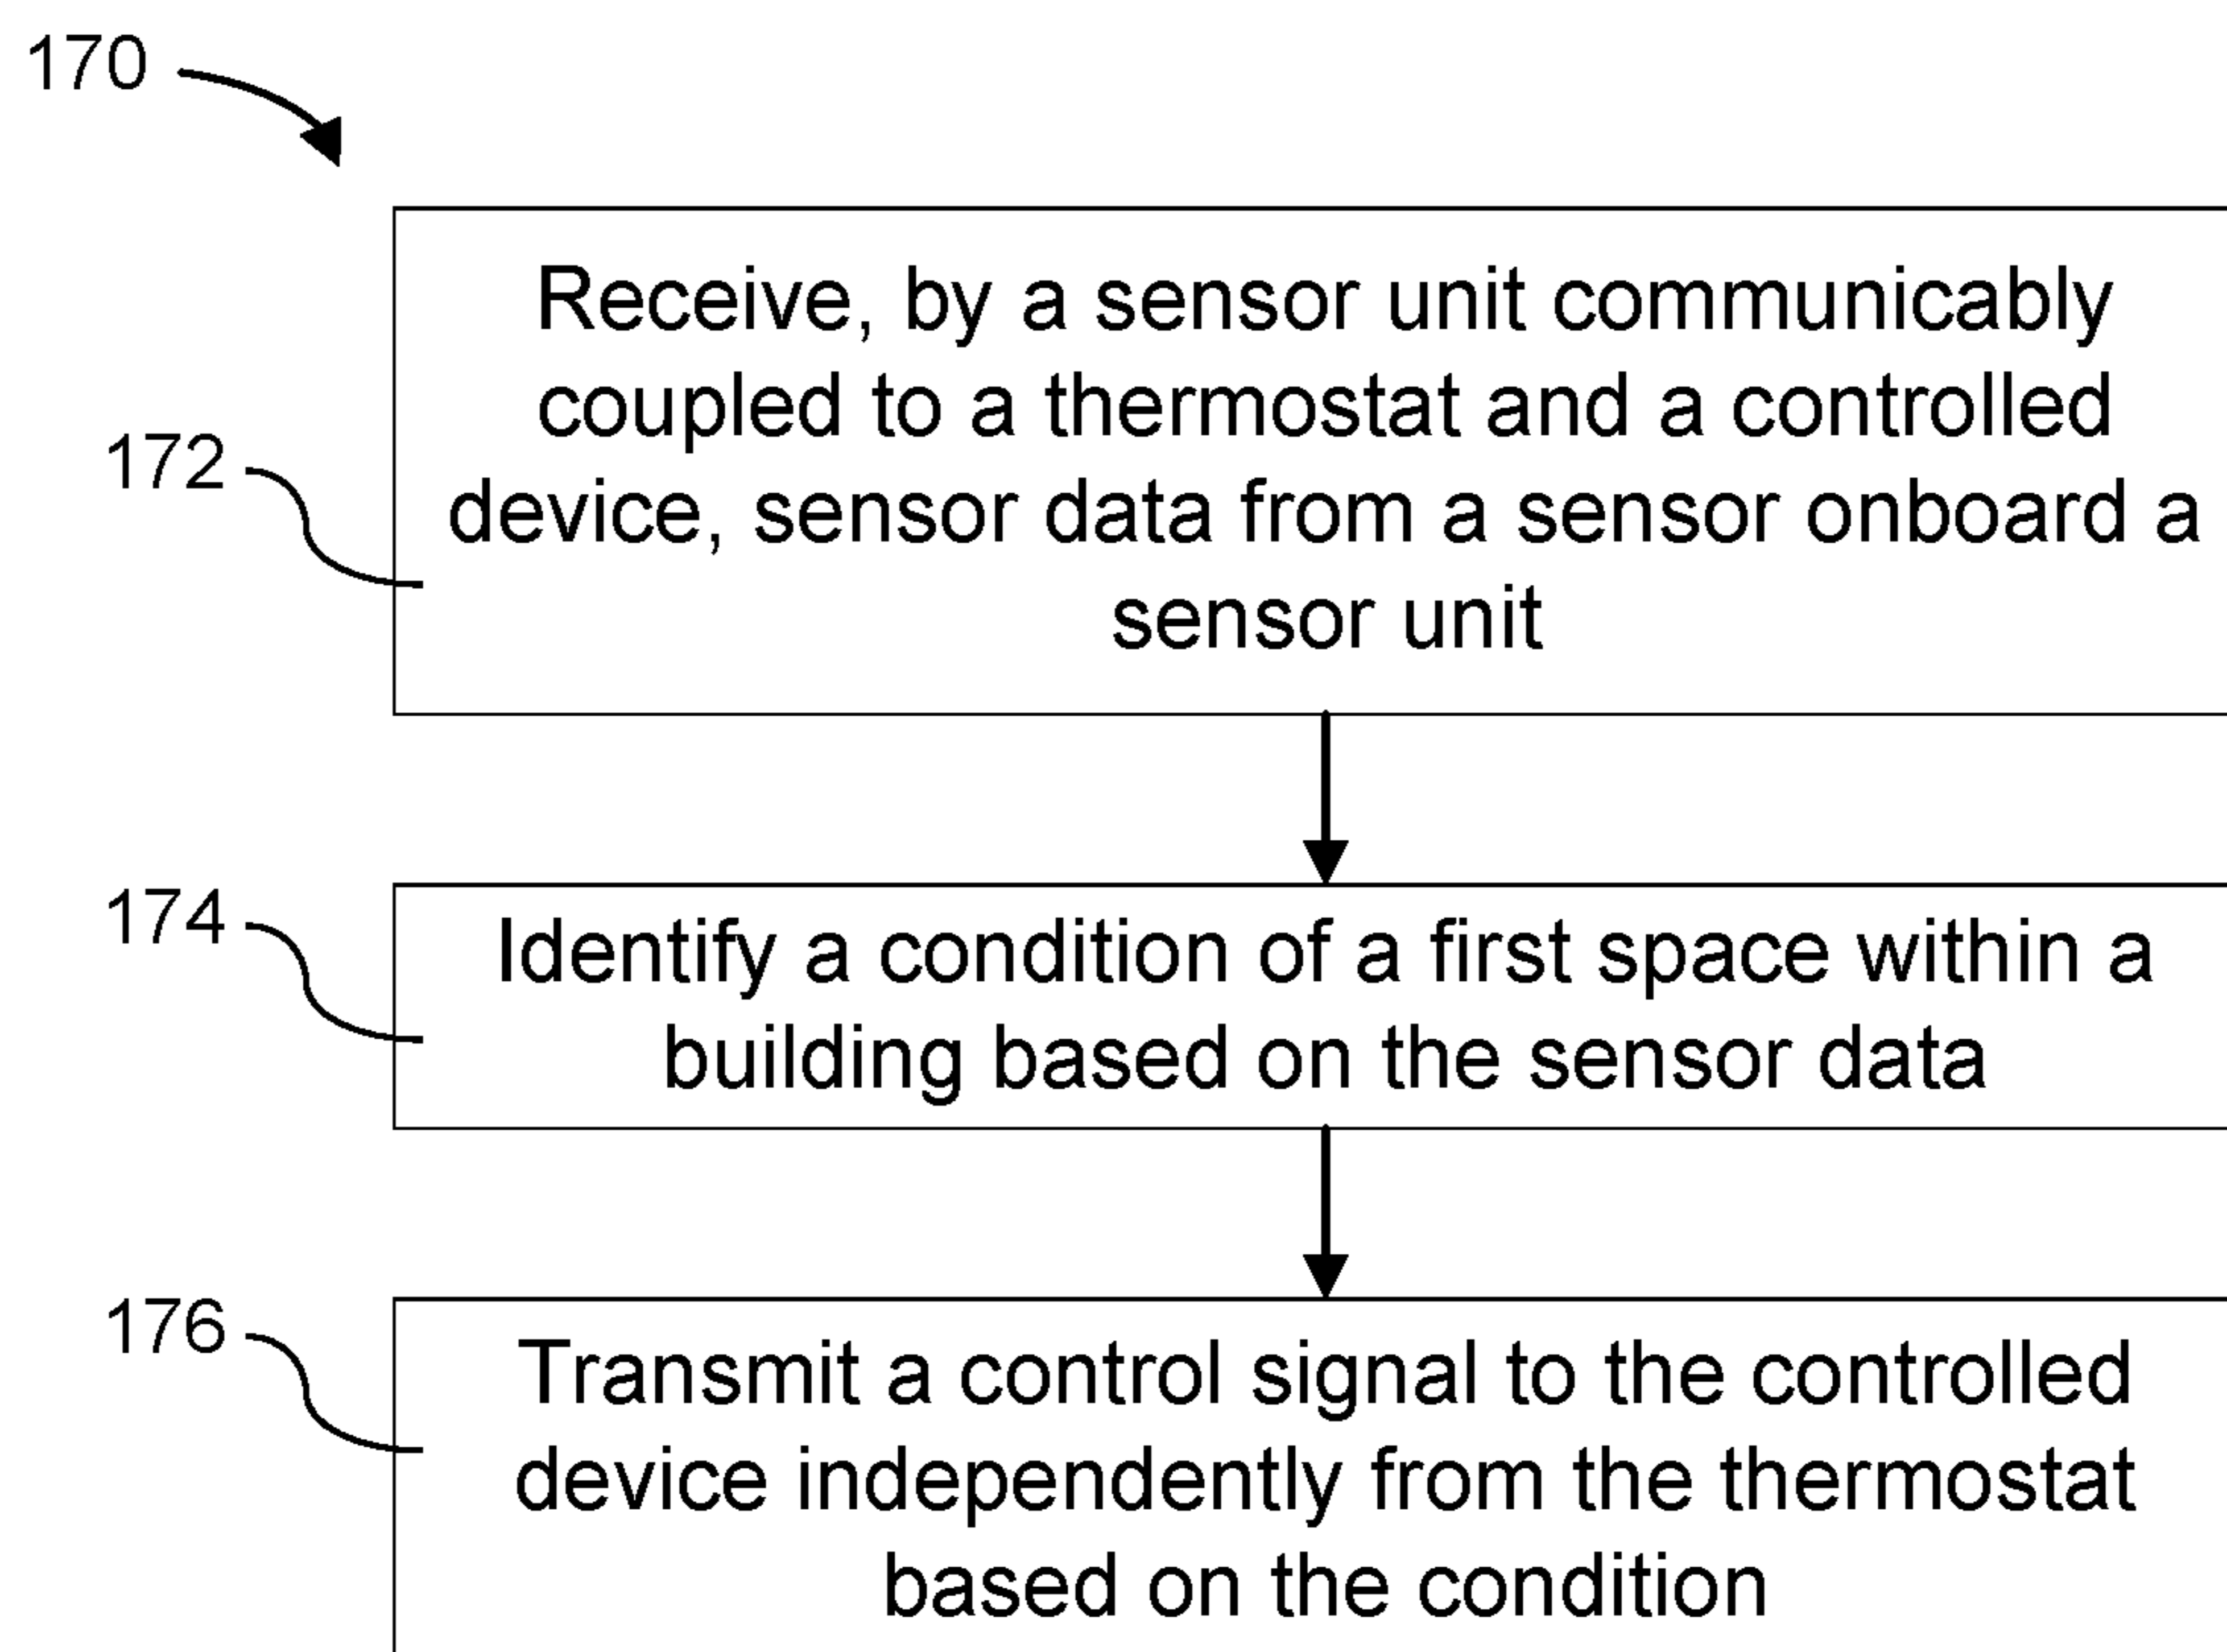 170
Receive, by a sensor unit communicably
coupled to a thermostat and a controlled
172
device, sensor data from a sensor onboard a
sensor unit
174
Identify a condition of a first space within a
building based on the sensor data
176
Transmit a control signal to the controlled
device independently from the thermostat
based on the condition